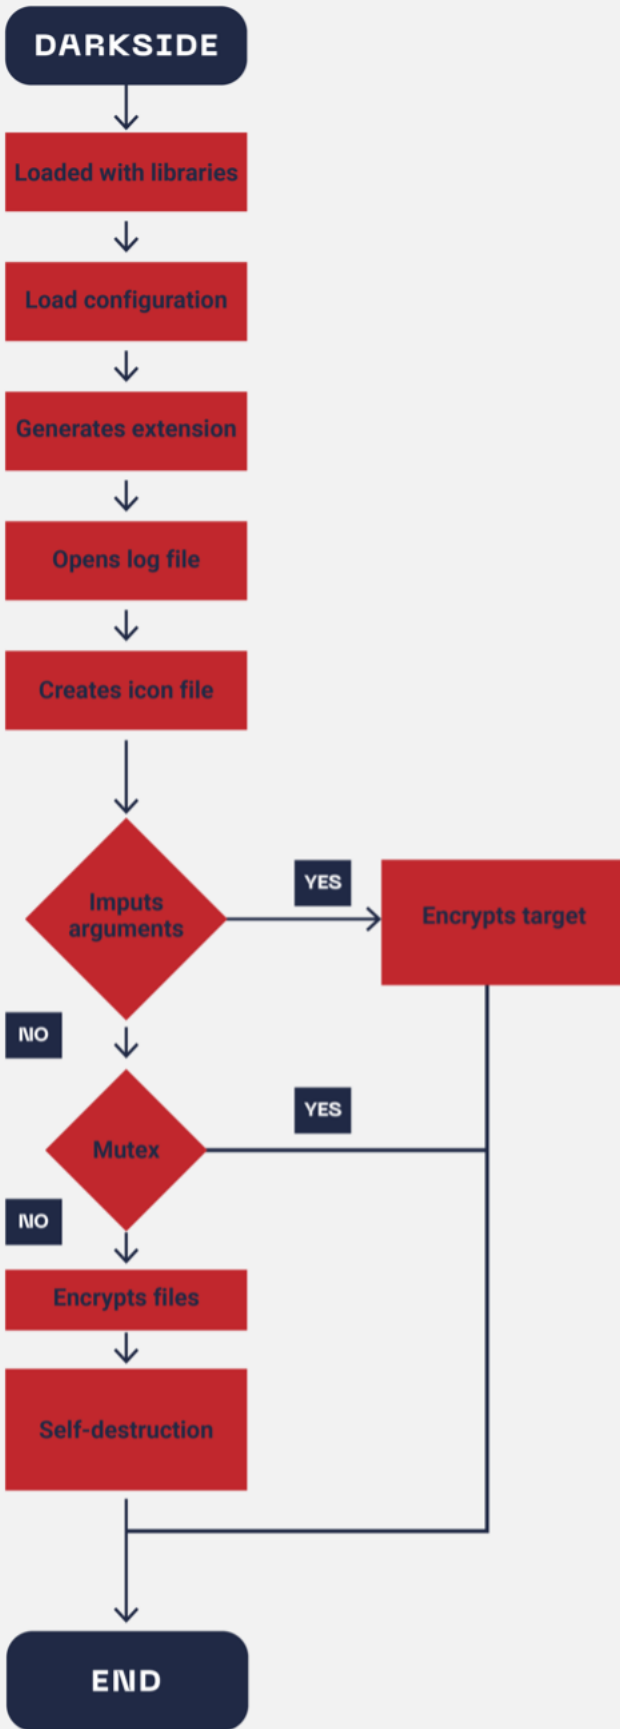 DARKSIDE
Loaded with libraries
Load configuration
Generates extension
Opens log file
Creates icon file
Imputs
arguments
YES
Encrypts target
NO
Mutex
YES
NO
Encrypts files
Self-destruction
END